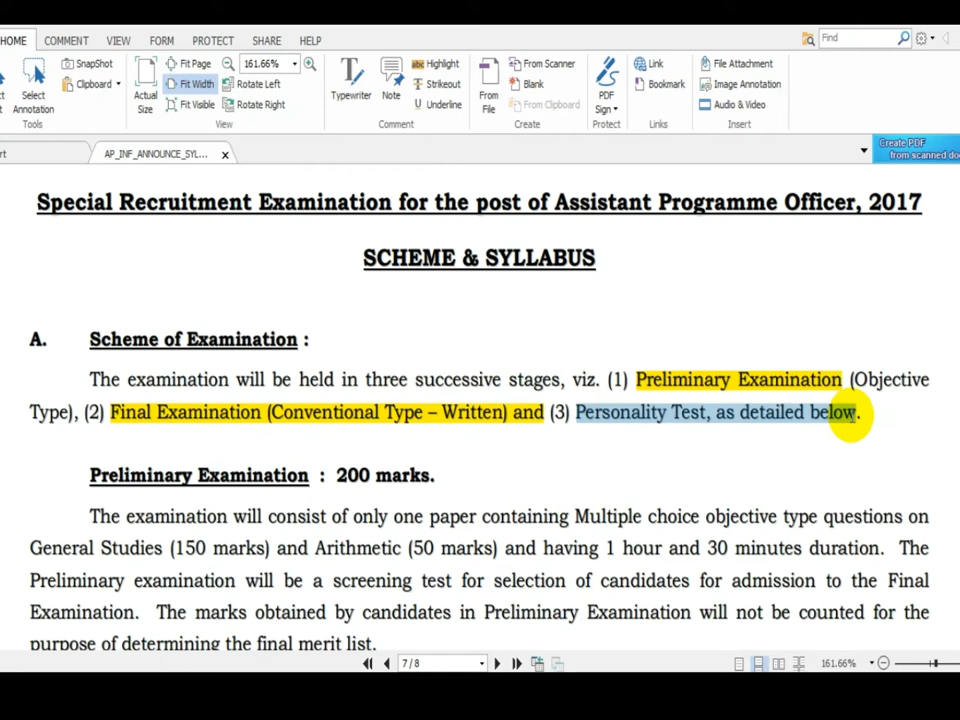 HOME COMMENT VIEW FORM PROTECT SHARE HELP Find
SnapShot Fit Page 161.66% Highlight From Scanner Link File Attachment
Clipboard Fit Width Rotate Left Strikeout Blank Bookmark Image Annotation
Select Annotation Actual Size Fit Visible Rotate Right Typewriter Note Underline From File From Clipboard PDF Sign Audio & Video
Tools View Comment Create Protect Links Insert
AP_INF_ANNOUNCE_SYL... x Create PDF
from scanned
Special Recruitment Examination for the post of Assistant Programme Officer, 2017
SCHEME & SYLLABUS
A. Scheme of Examination :
The examination will be held in three successive stages, viz. (1) Preliminary Examination (Objective
Type), (2) Final Examination (Conventional Type – Written) and (3) Personality Test, as detailed below.
Preliminary Examination : 200 marks.
The examination will consist of only one paper containing Multiple choice objective type questions on
General Studies (150 marks) and Arithmetic (50 marks) and having 1 hour and 30 minutes duration. The
Preliminary examination will be a screening test for selection of candidates for admission to the Final
Examination. The marks obtained by candidates in Preliminary Examination will not be counted for the
purpose of determining the final merit list.
7 / 8 161.66%